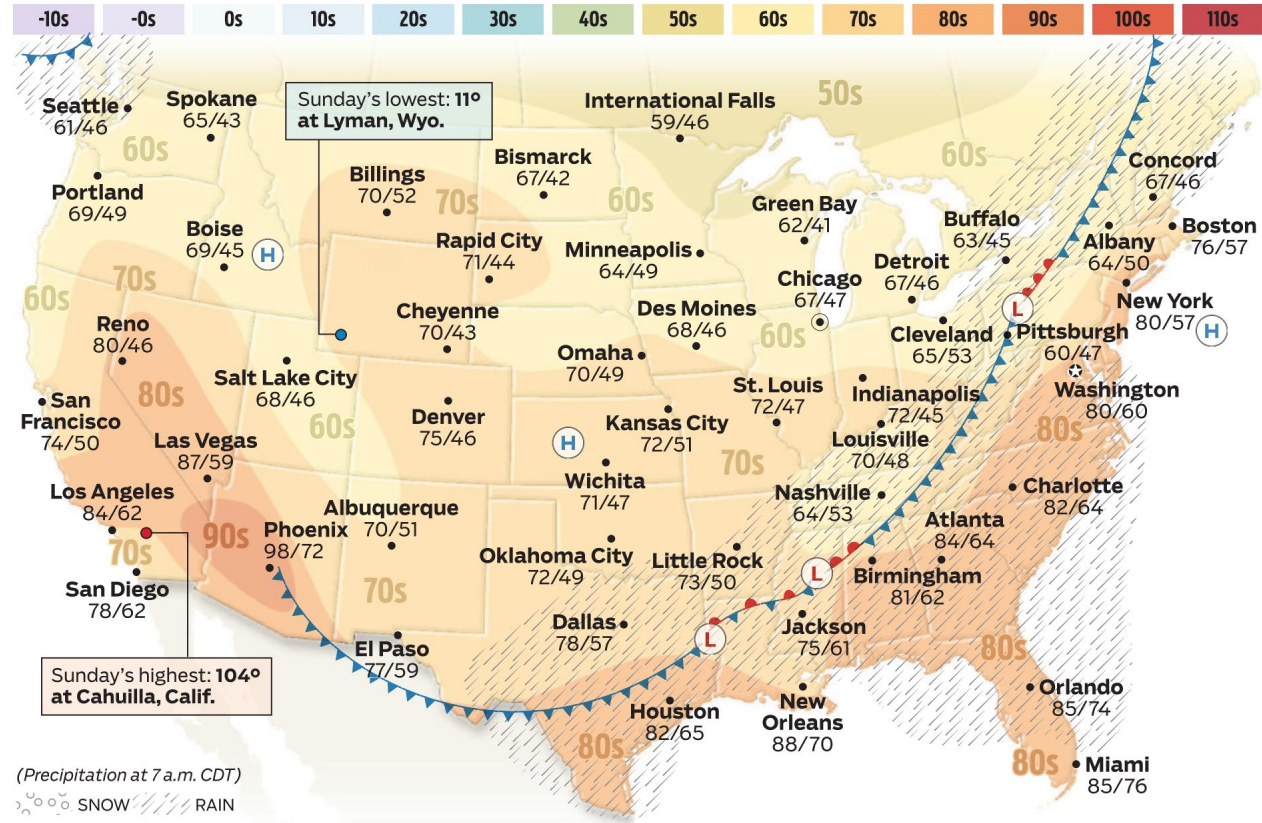 -10s -0s 0s 10s 20s 30s 40s 50s 60s 70s 80s 90s 100s 110s
Seattle
61/46
Spokane
65/43
Sunday's lowest: 11°
at Lyman, Wyo.
International Falls
59/46
50s
60s
Portland
69/49
Billings
70/52
70s
Bismarck
67/42
60s
60s
Concord
67/46
Boise
69/45
H
Rapid City
71/44
Minneapolis
64/49
Green Bay
62/41
Buffalo
63/45
Albany
64/50
Boston
76/57
Chicago
67/47
Detroit
67/46
60s
70s
Reno
80/46
Cheyenne
70/43
Des Moines
68/46
60s
Cleveland
65/53
L
Pittsburgh
60/47
New York
80/57
H
Omaha
70/49
Salt Lake City
68/46
80s
San
Francisco
74/50
60s
Denver
75/46
St. Louis
72/47
Indianapolis
72/45
Washington
80/60
80s
Las Vegas
87/59
H
Kansas City
72/51
Louisville
70/48
70s
Wichita
71/47
Los Angeles
84/62
70s
90s
Phoenix
98/72
Albuquerque
70/51
Nashville
64/53
Charlotte
82/64
Atlanta
84/64
San Diego
78/62
70s
Oklahoma City
72/49
Little Rock
73/50
L
Birmingham
81/62
El Paso
77/59
Dallas
78/57
L
Jackson
75/61
80s
Sunday's highest: 104°
at Cahuilla, Calif.
Houston
82/65
New
Orleans
88/70
Orlando
85/74
80s
80s
Miami
85/76
(Precipitation at 7 a.m. CDT)
SNOW RAIN